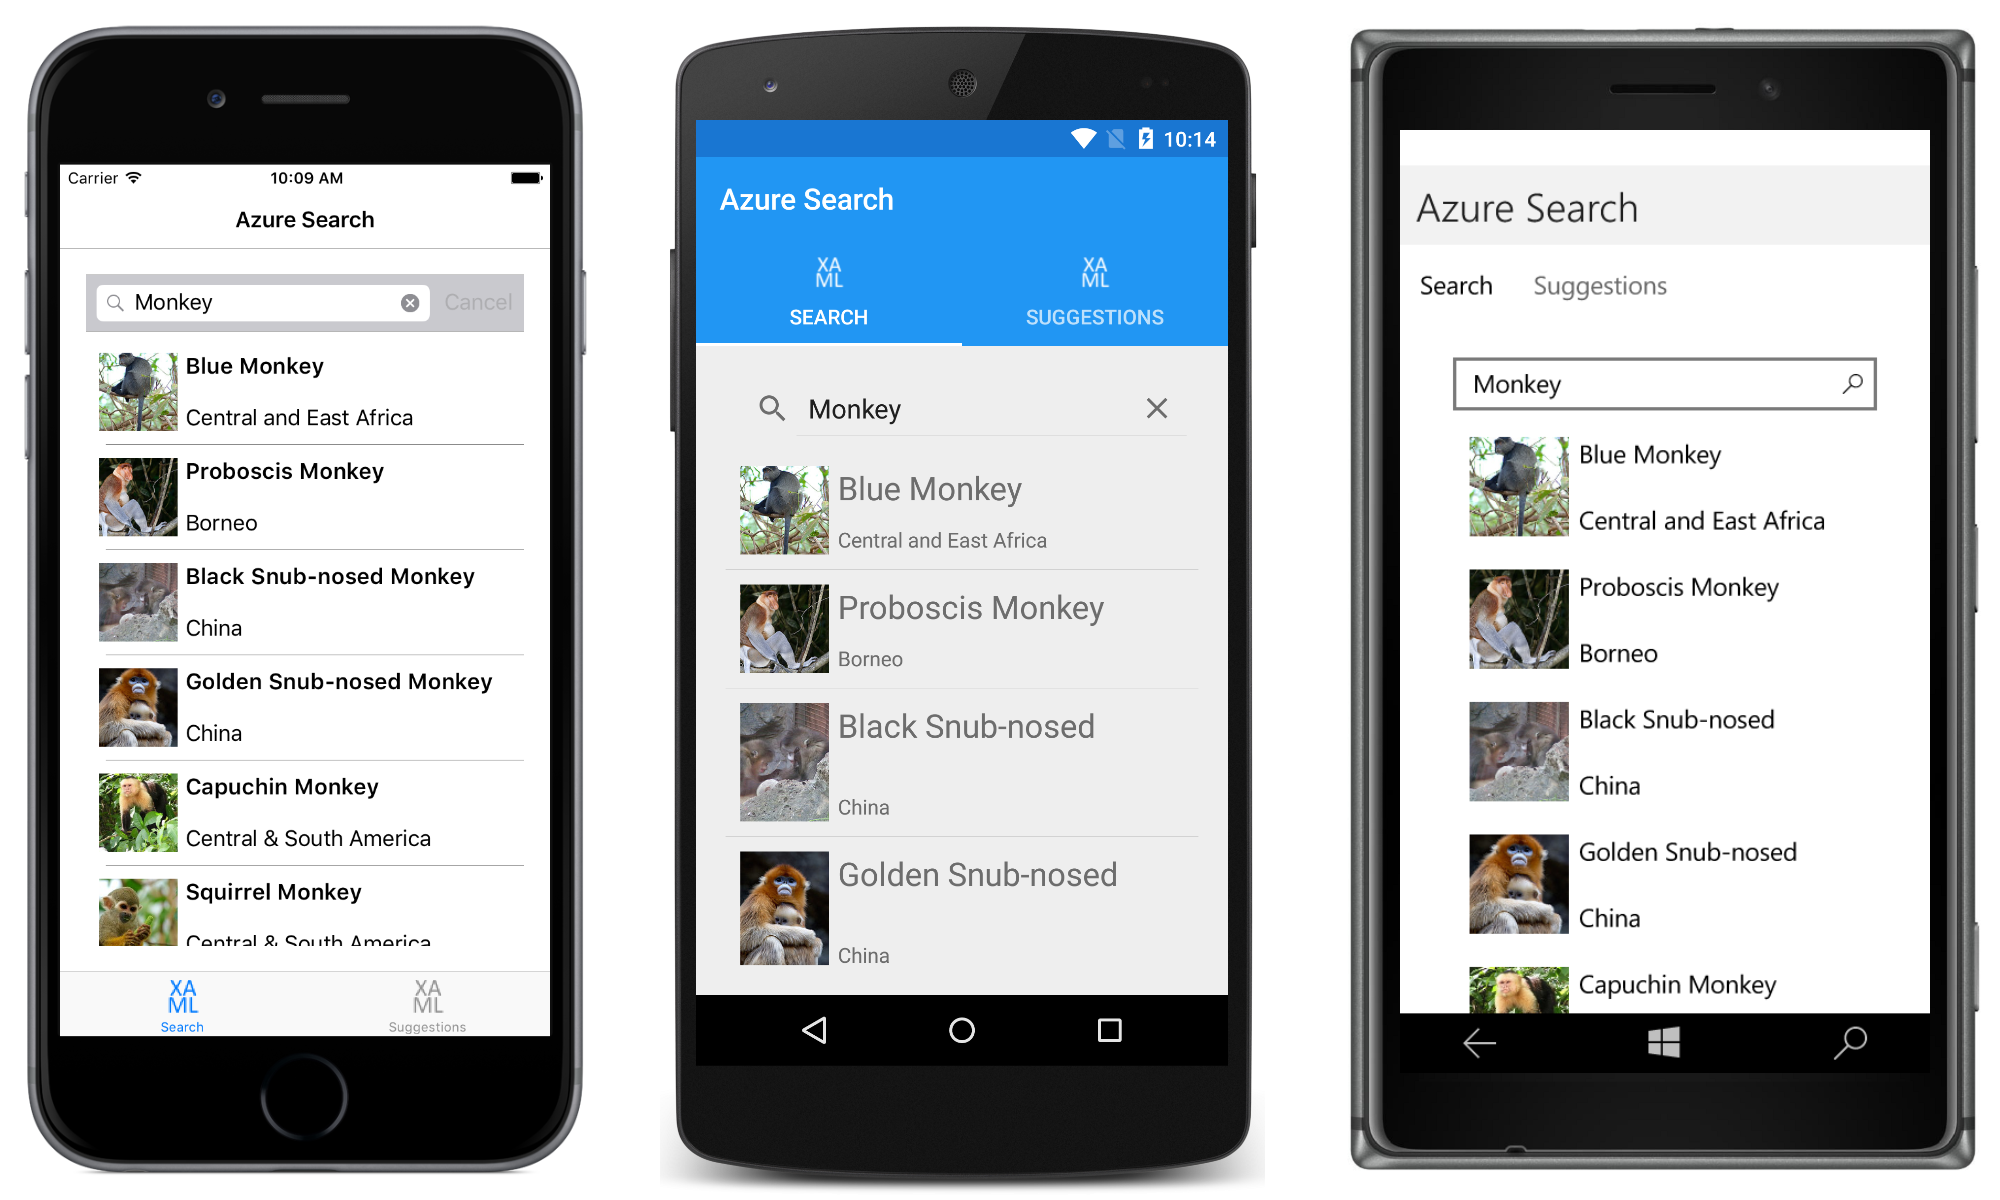 Carrier
10:09 AM
Azure Search
Monkey
Cancel
Blue Monkey
Central and East Africa
Proboscis Monkey
Borneo
Black Snub-nosed Monkey
China
Golden Snub-nosed Monkey
China
Capuchin Monkey
Central & South America
Squirrel Monkey
Central & South America
XA
ML
Search
XA
ML
Suggestions
10:14
Azure Search
XA
ML
SEARCH
XA
ML
SUGGESTIONS
Monkey
Blue Monkey
Central and East Africa
Proboscis Monkey
Borneo
Black Snub-nosed
China
Golden Snub-nosed
China
Azure Search
Search Suggestions
Monkey
Blue Monkey
Central and East Africa
Proboscis Monkey
Borneo
Black Snub-nosed
China
Golden Snub-nosed
China
Capuchin Monkey